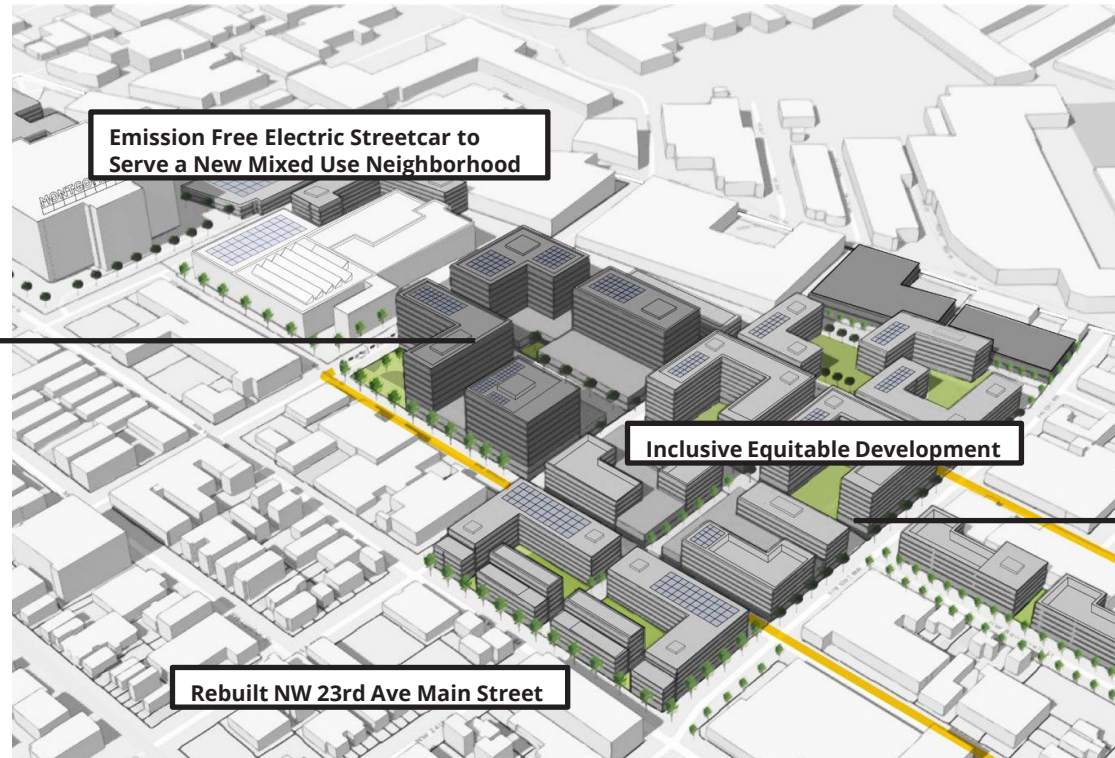 Emission Free Electric Streetcar to
Serve a New Mixed Use Neighborhood
Inclusive Equitable Development
Rebuilt NW 23rd Ave Main Street